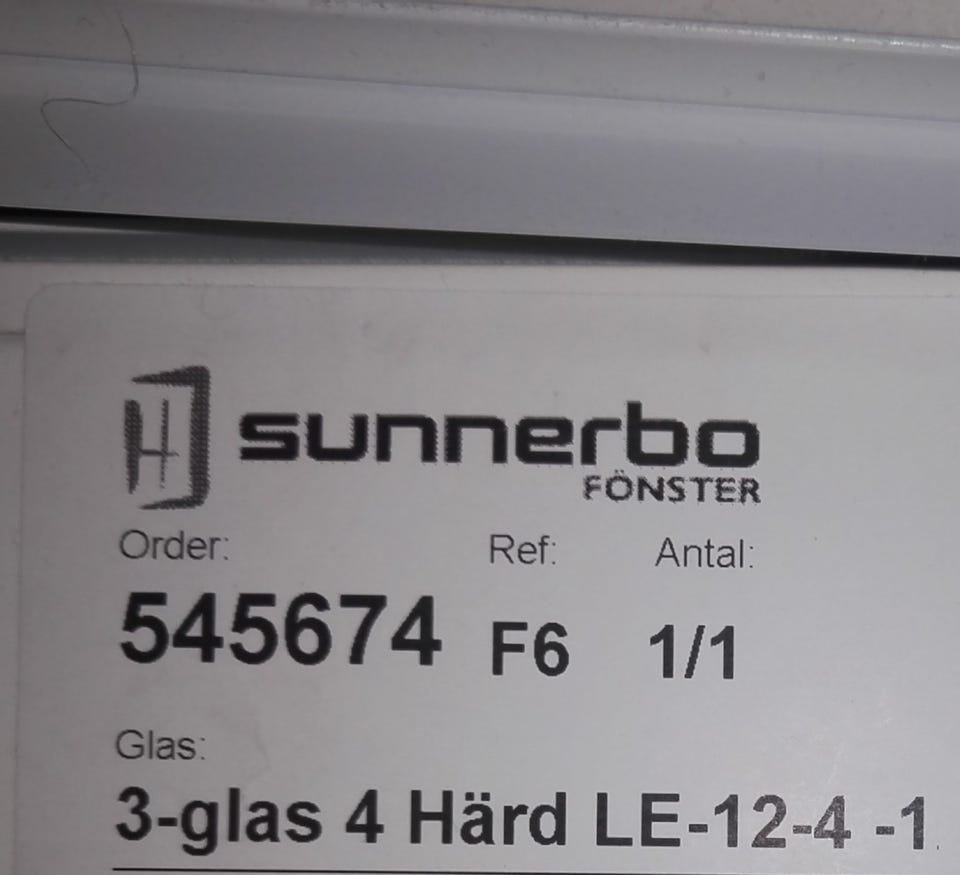 sunnerbo
FÖNSTER
Order: Ref: Antal:
545674 F6 1/1
Glas:
3-glas 4 Härd LE-12-4 -1